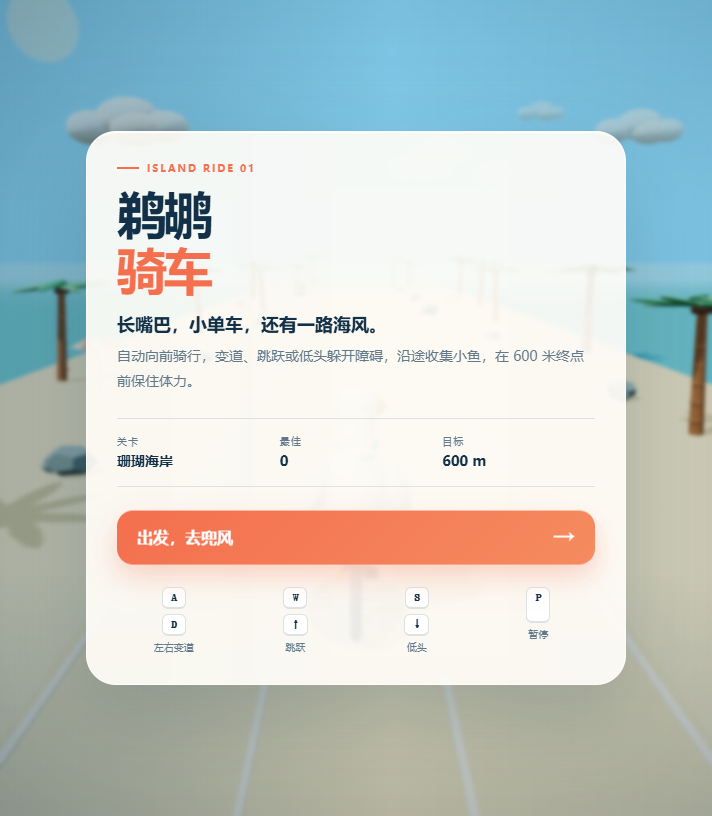 ISLAND RIDE 01
鹈鹕
骑车
长嘴巴，小单车，还有一路海风。
自动向前骑行，变道、跳跃或低头躲开障碍，沿途收集小鱼，在 600 米终点
前保住体力。
关卡 最佳 目标
珊瑚海岸 0 600 m
出发，去兜风 →
A W S P
D ↑ ↓
左右变道 跳跃 低头 暂停